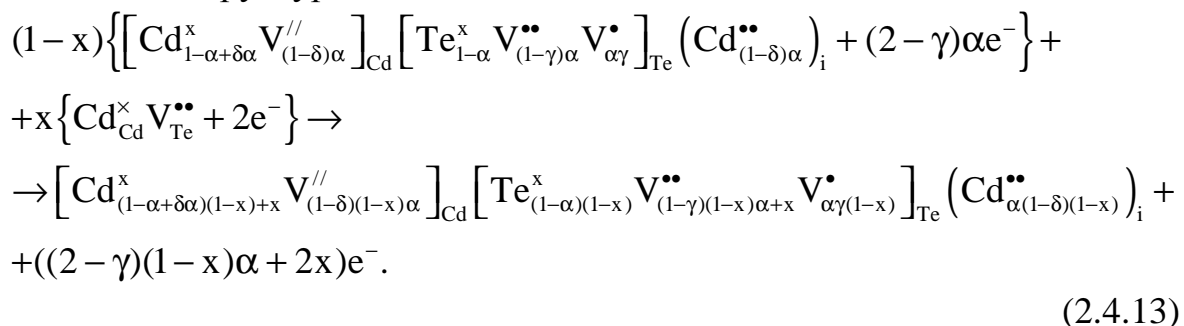 (1−x){[Cd^x_{1−α+δα} V^{//}_{(1−δ)α}]_{Cd} [Te^x_{1−α} V^{••}_{(1−γ)α} V^•_{αγ}]_{Te} (Cd^{••}_{(1−δ)α})_i + (2−γ)αe^−} +
+x{Cd^×_{Cd} V^{••}_{Te} + 2e^−} →
→[Cd^x_{(1−α+δα)(1−x)+x} V^{//}_{(1−δ)(1−x)α}]_{Cd} [Te^x_{(1−α)(1−x)} V^{••}_{(1−γ)(1−x)α+x} V^•_{αγ(1−x)}]_{Te} (Cd^{••}_{α(1−δ)(1−x)})_i +
+((2−γ)(1−x)α + 2x)e^−.
(2.4.13)